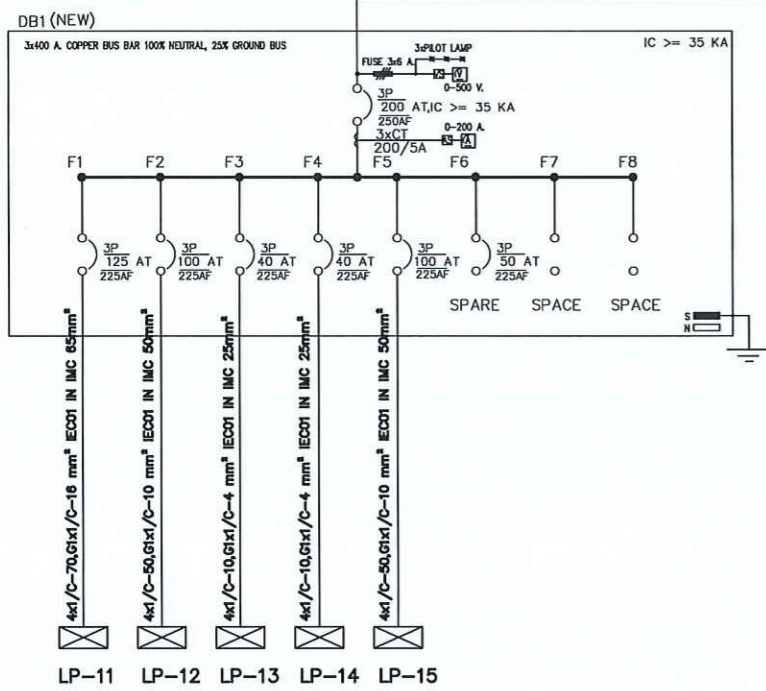 DB1 (NEW)
3x400 A. COPPER BUS BAR 100% NEUTRAL, 25% GROUND BUS
IC >= 35 KA
3xPILOT LAMP
FUSE 3x6 A.
V
0-500 V.
3P
200 AT,IC >= 35 KA
250AF
3xCT
200/5A
0-200 A.
A
F1 F2 F3 F4 F5 F6 F7 F8
3P
125 AT
225AF
3P
100 AT
225AF
3P
40 AT
225AF
3P
40 AT
225AF
3P
100 AT
225AF
3P
50 AT
225AF
SPARE SPACE SPACE
S
N
4x1/C-70,G1x1/C-16 mm² IEC01 IN IMC 65mm²
4x1/C-50,G1x1/C-10 mm² IEC01 IN IMC 50mm²
4x1/C-10,G1x1/C-4 mm² IEC01 IN IMC 25mm²
4x1/C-10,G1x1/C-4 mm² IEC01 IN IMC 25mm²
4x1/C-50,G1x1/C-10 mm² IEC01 IN IMC 50mm²
LP-11 LP-12 LP-13 LP-14 LP-15